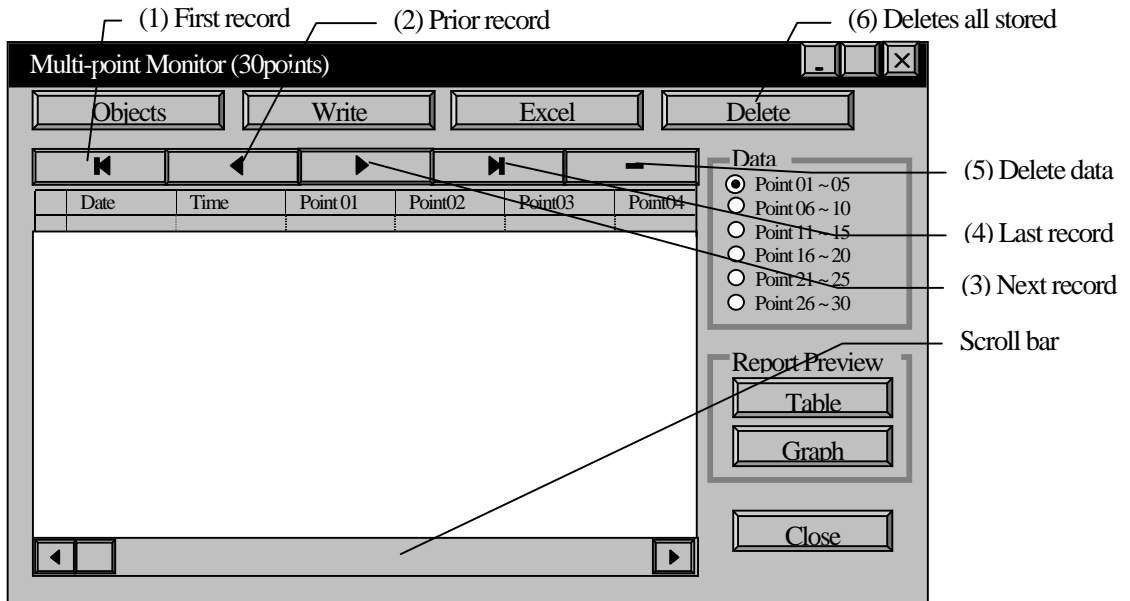 (1) First record
(2) Prior record
(6) Deletes all stored
Multi-point Monitor (30points)
Objects
Write
Excel
Delete
Data
Point 01 ~ 05
Point 06 ~ 10
Point 11 ~ 15
Point 16 ~ 20
Point 21 ~ 25
Point 26 ~ 30
(5) Delete data
(4) Last record
(3) Next record
Scroll bar
Date
Time
Point 01
Point02
Point03
Point04
Report Preview
Table
Graph
Close